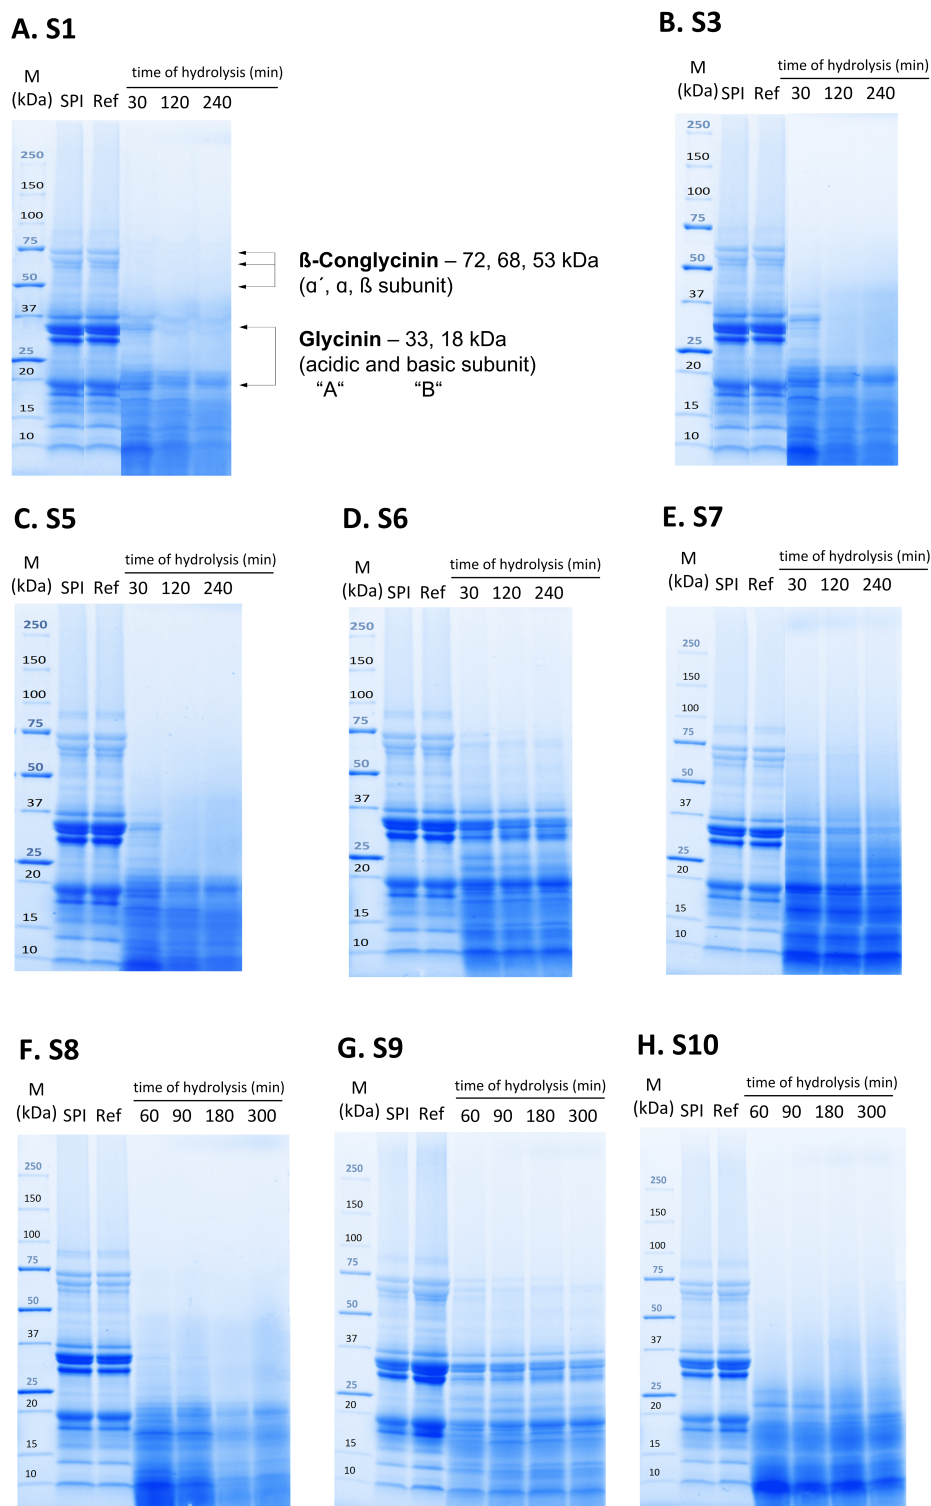 A. S1
M
(kDa) SPI Ref
time of hydrolysis (min)
30 120 240
250
150
100
75
50
37
25
20
15
10
ß-Conglycinin – 72, 68, 53 kDa
(α´, α, ß subunit)
Glycinin – 33, 18 kDa
(acidic and basic subunit)
“A“ “B“
B. S3
M
(kDa) SPI Ref
time of hydrolysis (min)
30 120 240
250
150
100
75
50
37
25
20
15
10
C. S5
M
(kDa) SPI Ref
time of hydrolysis (min)
30 120 240
250
150
100
75
50
37
25
20
15
10
D. S6
M
(kDa) SPI Ref
time of hydrolysis (min)
30 120 240
250
150
100
75
50
37
25
20
15
10
E. S7
M
(kDa) SPI Ref
time of hydrolysis (min)
30 120 240
250
150
100
75
50
37
25
20
15
10
F. S8
M
(kDa) SPI Ref
time of hydrolysis (min)
60 90 180 300
250
150
100
75
50
37
25
20
15
10
G. S9
M
(kDa) SPI Ref
time of hydrolysis (min)
60 90 180 300
250
150
100
75
50
37
25
20
15
10
H. S10
M
(kDa) SPI Ref
time of hydrolysis (min)
60 90 180 300
250
150
100
75
50
37
25
20
15
10